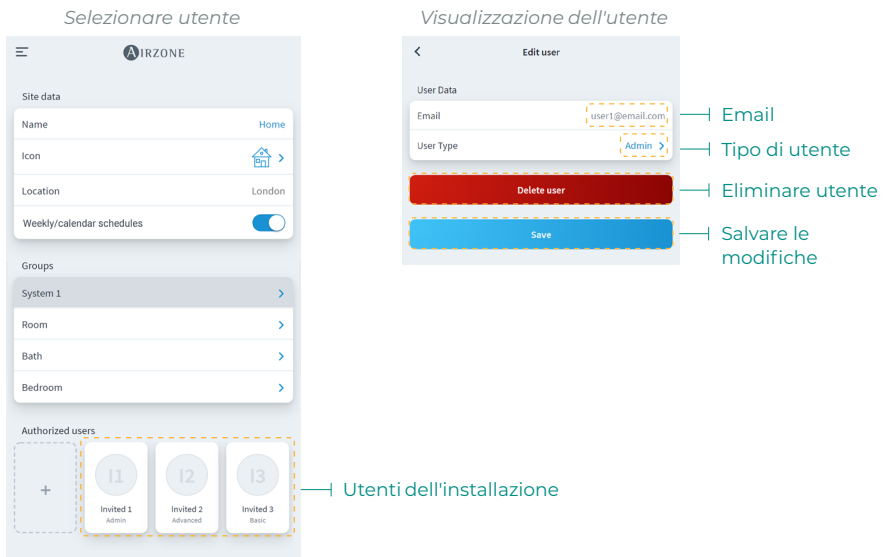 Selezionare utente
AIRZONE
Site data
Name Home
Icon
Location London
Weekly/calendar schedules
Groups
System 1
Room
Bath
Bedroom
Authorized users
+
I1
Invited 1
Admin
I2
Invited 2
Advanced
I3
Invited 3
Basic
Utenti dell'installazione
Visualizzazione dell'utente
Edit user
User Data
Email user1@email.com
User Type Admin
Delete user
Save
Email
Tipo di utente
Eliminare utente
Salvare le
modifiche